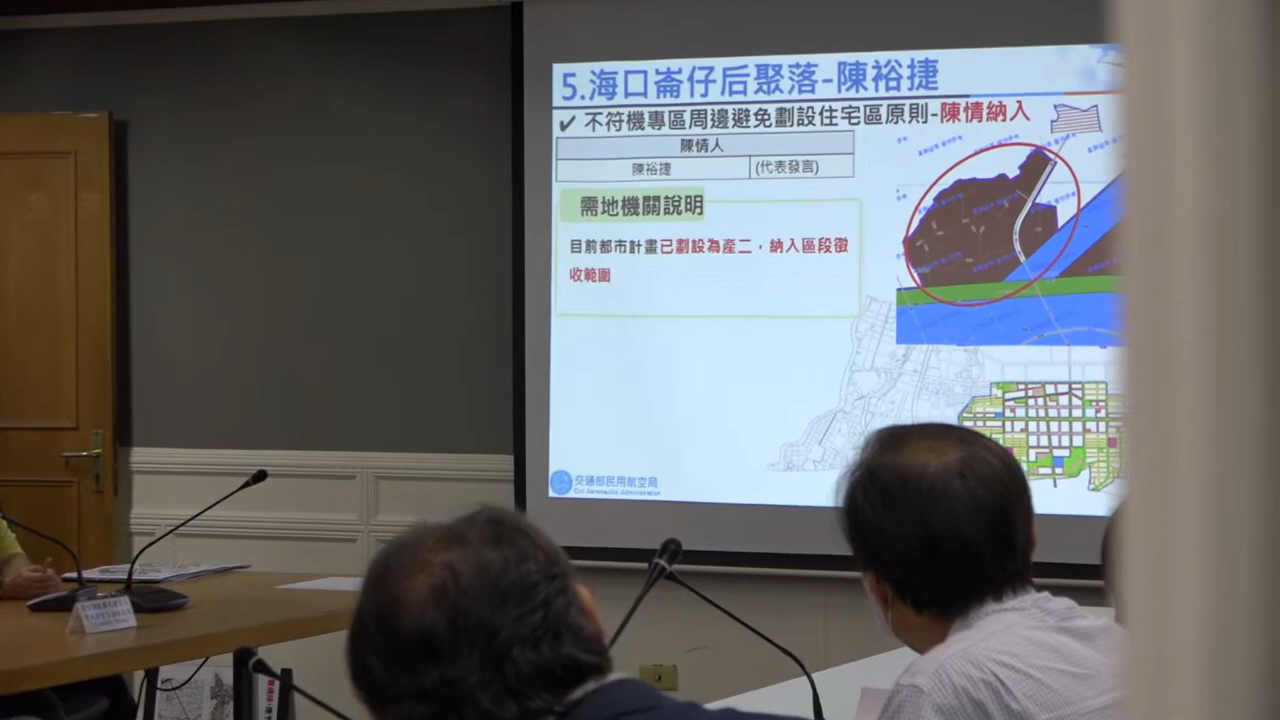 5.海口崙仔后聚落-陳裕捷
✔ 不符機專區周邊避免劃設住宅區原則-陳情納入
陳情人
陳裕捷 (代表發言)
需地機關說明
目前都市計畫已劃設為產二，納入區段徵
收範圍
交通部民用航空局
Civil Aeronautics Administration